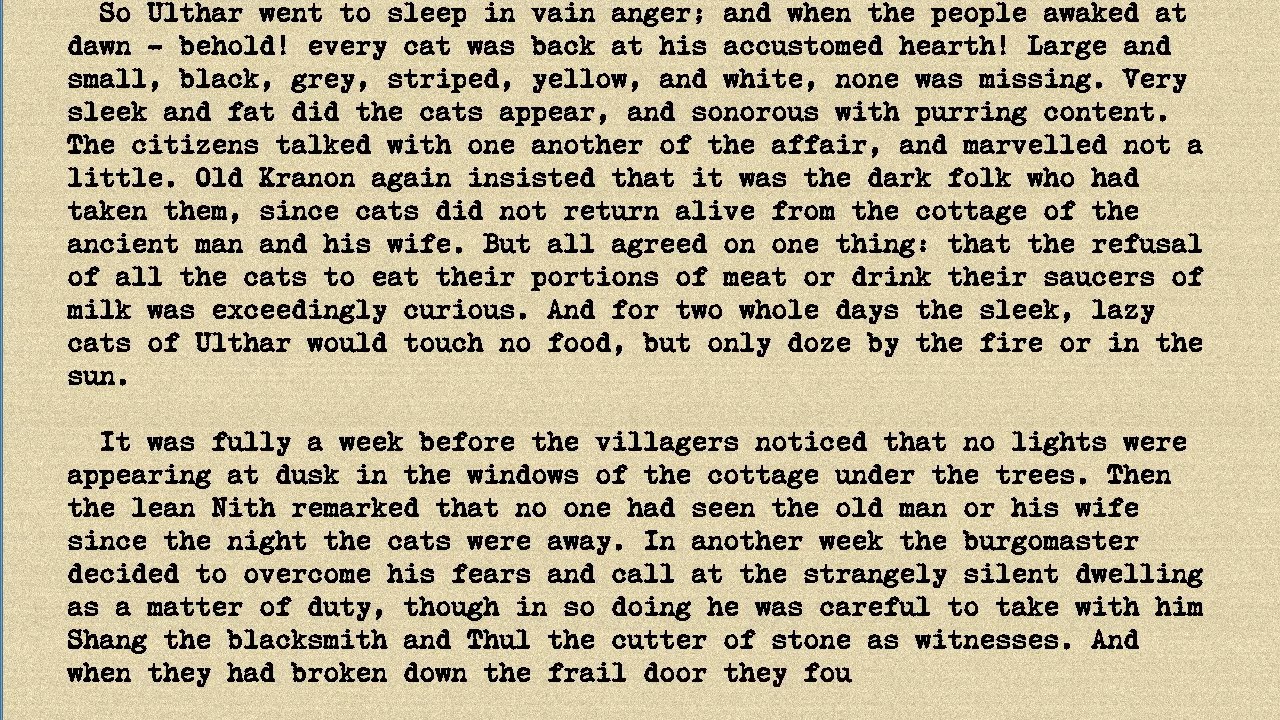 So Ulthar went to sleep in vain anger; and when the people awaked at
dawn – behold! every cat was back at his accustomed hearth! Large and
small, black, grey, striped, yellow, and white, none was missing. Very
sleek and fat did the cats appear, and sonorous with purring content.
The citizens talked with one another of the affair, and marvelled not a
little. Old Kranon again insisted that it was the dark folk who had
taken them, since cats did not return alive from the cottage of the
ancient man and his wife. But all agreed on one thing: that the refusal
of all the cats to eat their portions of meat or drink their saucers of
milk was exceedingly curious. And for two whole days the sleek, lazy
cats of Ulthar would touch no food, but only doze by the fire or in the
sun.
It was fully a week before the villagers noticed that no lights were
appearing at dusk in the windows of the cottage under the trees. Then
the lean Nith remarked that no one had seen the old man or his wife
since the night the cats were away. In another week the burgomaster
decided to overcome his fears and call at the strangely silent dwelling
as a matter of duty, though in so doing he was careful to take with him
Shang the blacksmith and Thul the cutter of stone as witnesses. And
when they had broken down the frail door they fou